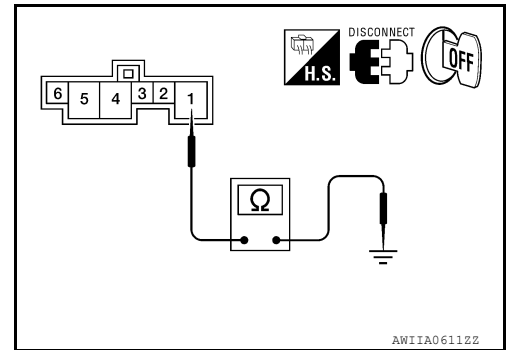 DISCONNECT
H.S.
OFF
6 5 4 3 2 1
Ω
AWIIA0611ZZ